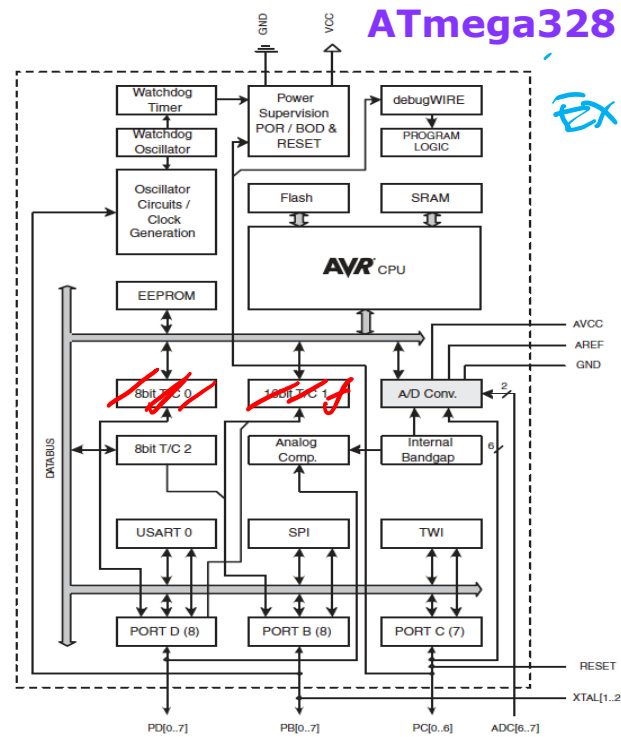 GND
VCC
ATmega328
EX
Watchdog
Timer
Power
Supervision
POR / BOD &
RESET
debugWIRE
Watchdog
Oscillator
PROGRAM
LOGIC
Oscillator
Circuits /
Clock
Generation
Flash
SRAM
AVR CPU
EEPROM
AVCC
AREF
GND
8bit T/C 0
16bit T/C 1
A/D Conv.
2
DATABUS
8bit T/C 2
Analog
Comp.
Internal
Bandgap
6
USART 0
SPI
TWI
PORT D (8)
PORT B (8)
PORT C (7)
RESET
XTAL[1..2
PD[0..7]
PB[0..7]
PC[0..6]
ADC[6..7]